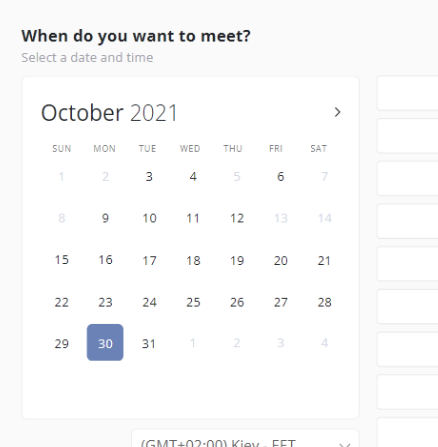 When do you want to meet?
Select a date and time
October 2021
SUN MON TUE WED THU FRI SAT
1 2 3 4 5 6 7
8 9 10 11 12 13 14
15 16 17 18 19 20 21
22 23 24 25 26 27 28
29 30 31 1 2 3 4
(GMT+02:00) Kiev - EET